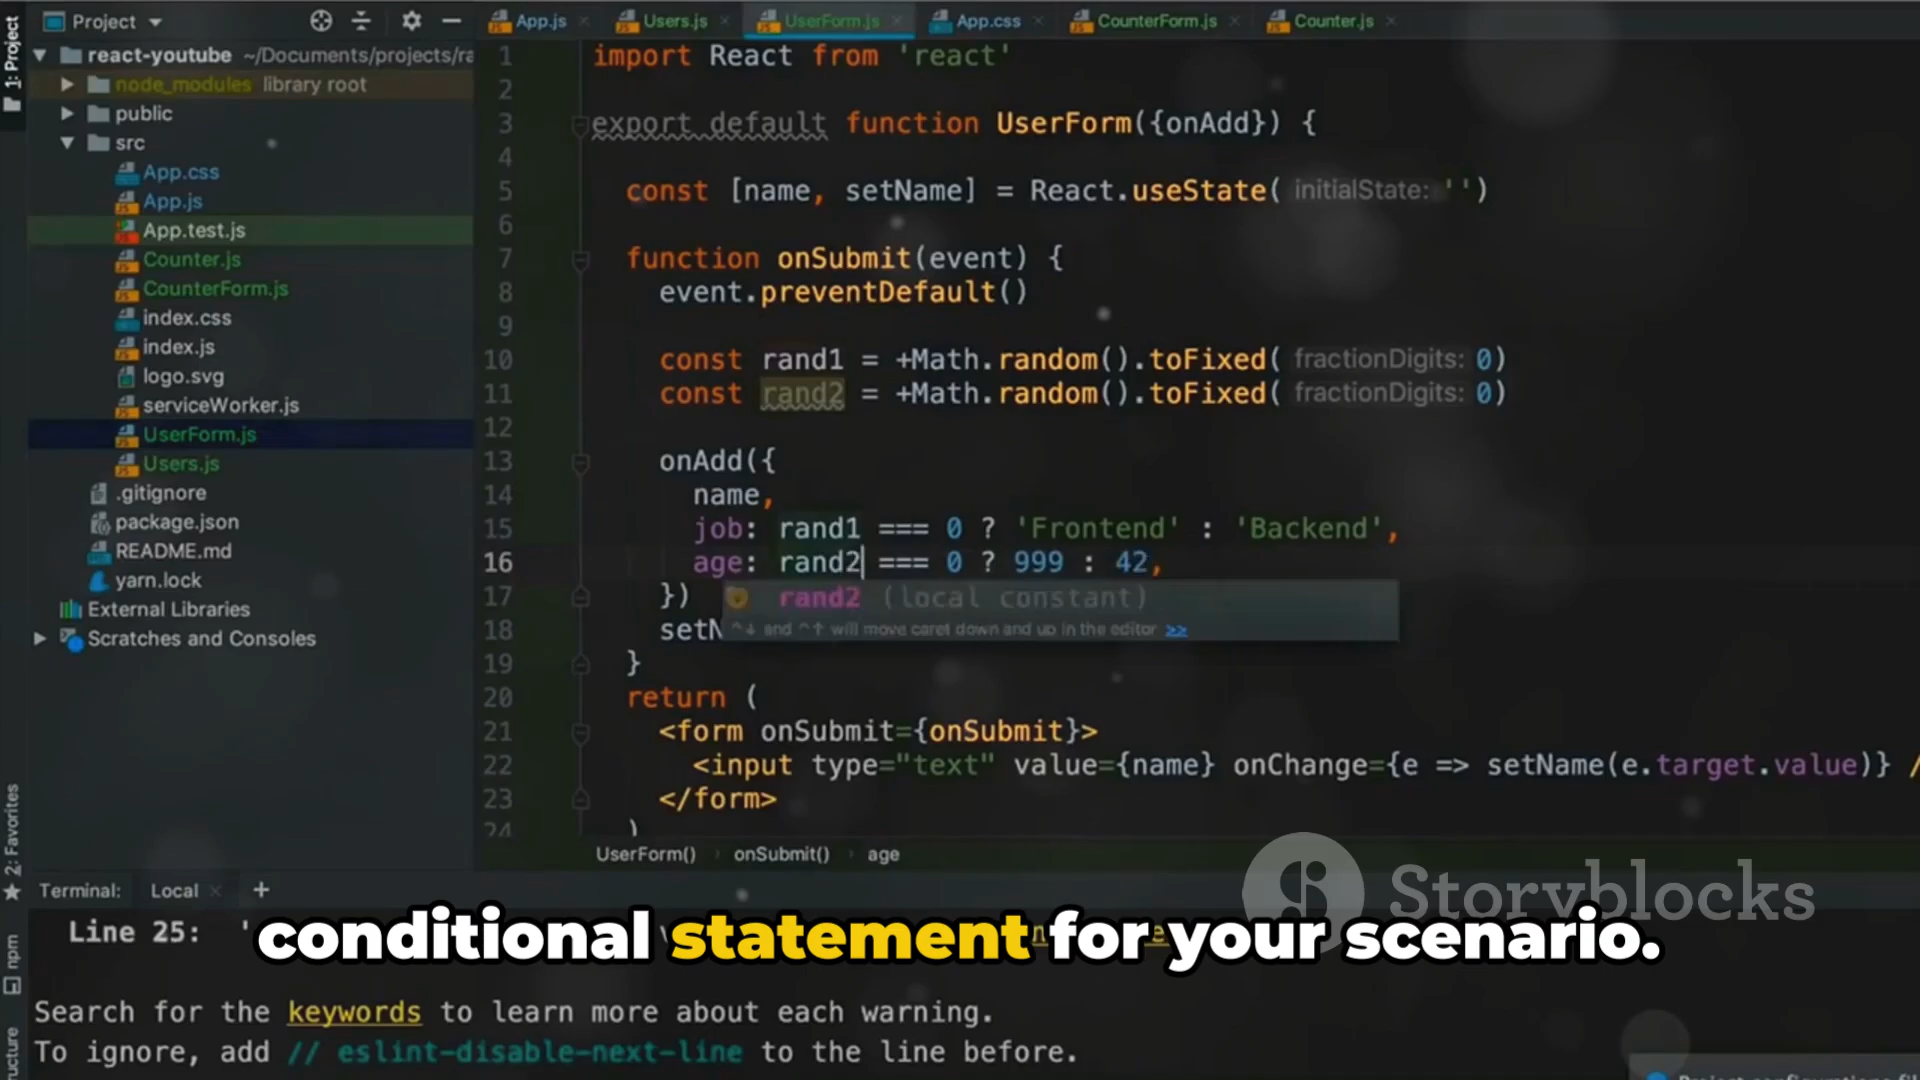 Project
App.js
Users.js
UserForm.js
App.css
CounterForm.js
Counter.js
1: Project
react-youtube ~/Documents/projects/ra
node_modules library root
public
src
App.css
App.js
App.test.js
Counter.js
CounterForm.js
index.css
index.js
logo.svg
serviceWorker.js
UserForm.js
Users.js
.gitignore
package.json
README.md
yarn.lock
External Libraries
Scratches and Consoles
1 import React from 'react'
2
3 export default function UserForm({onAdd}) {
4
5 const [name, setName] = React.useState( initialState: '')
6
7 function onSubmit(event) {
8 event.preventDefault()
9
10 const rand1 = +Math.random().toFixed( fractionDigits: 0)
11 const rand2 = +Math.random().toFixed( fractionDigits: 0)
12
13 onAdd({
14 name,
15 job: rand1 === 0 ? 'Frontend' : 'Backend',
16 age: rand2 === 0 ? 999 : 42,
17 })
rand2 (local constant)
18 setN
^↓ and ^↑ will move caret down and up in the editor >>
19 }
20 return (
21 <form onSubmit={onSubmit}>
22 <input type="text" value={name} onChange={e => setName(e.target.value)} /
23 </form>
24 )
UserForm() onSubmit() age
2: Favorites
npm
Terminal: Local +
Storyblocks
Line 25: '
conditional statement for your scenario.
Search for the keywords to learn more about each warning.
To ignore, add // eslint-disable-next-line to the line before.